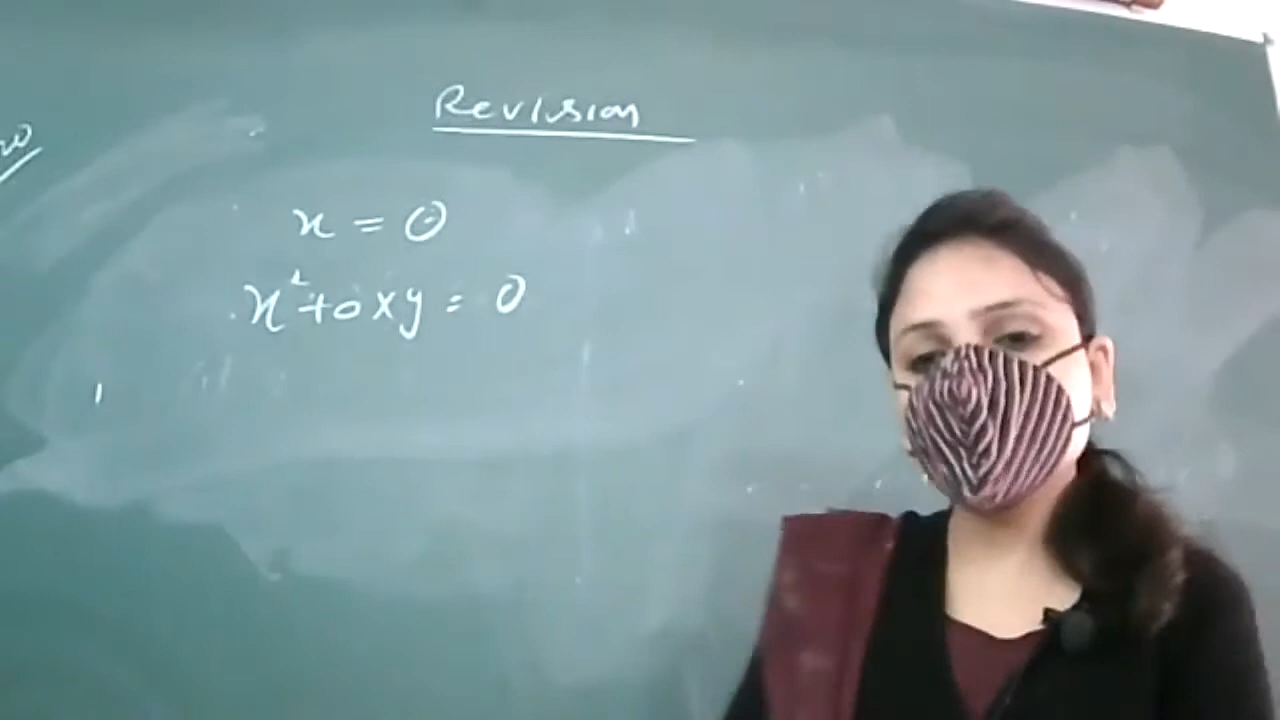 Revision
x = 0
x²+0xy = 0